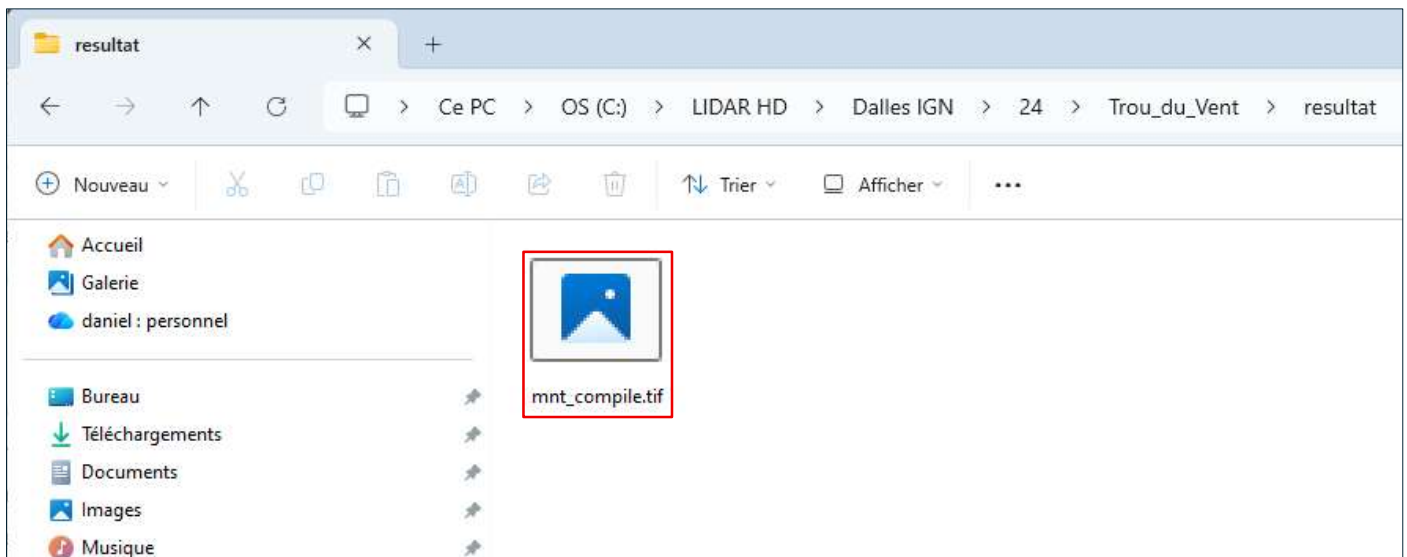 resultat
Ce PC > OS (C:) > LIDAR HD > Dalles IGN > 24 > Trou_du_Vent > resultat
Nouveau Trier Afficher
Accueil
Galerie
daniel : personnel
mnt_compile.tif
Bureau
Téléchargements
Documents
Images
Musique